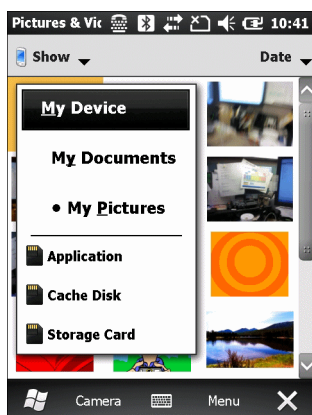 Pictures & Vic 10:41
Show Date
My Device
My Documents
• My Pictures
Application
Cache Disk
Storage Card
Camera Menu